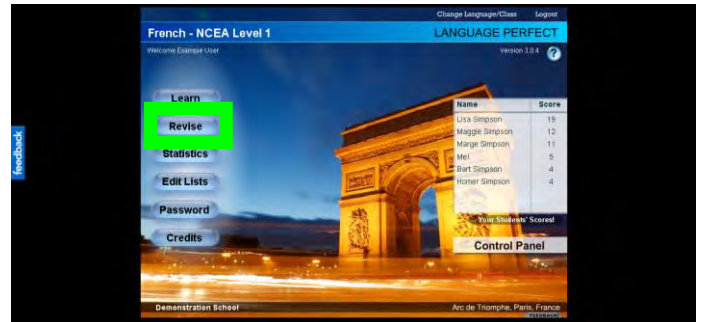 Change Language/Class Logout
French - NCEA Level 1
LANGUAGE PERFECT
Welcome Example User
Version 3.0.4 ?
Learn
Revise
Statistics
Edit Lists
Password
Credits
Name Score
Lisa Simpson 19
Maggie Simpson 12
Marge Simpson 11
Mel 5
Bart Simpson 4
Homer Simpson 4
Your Students' Scores!
Control Panel
Demonstration School
Arc de Triomphe, Paris, France
FEEDBACK
feedback